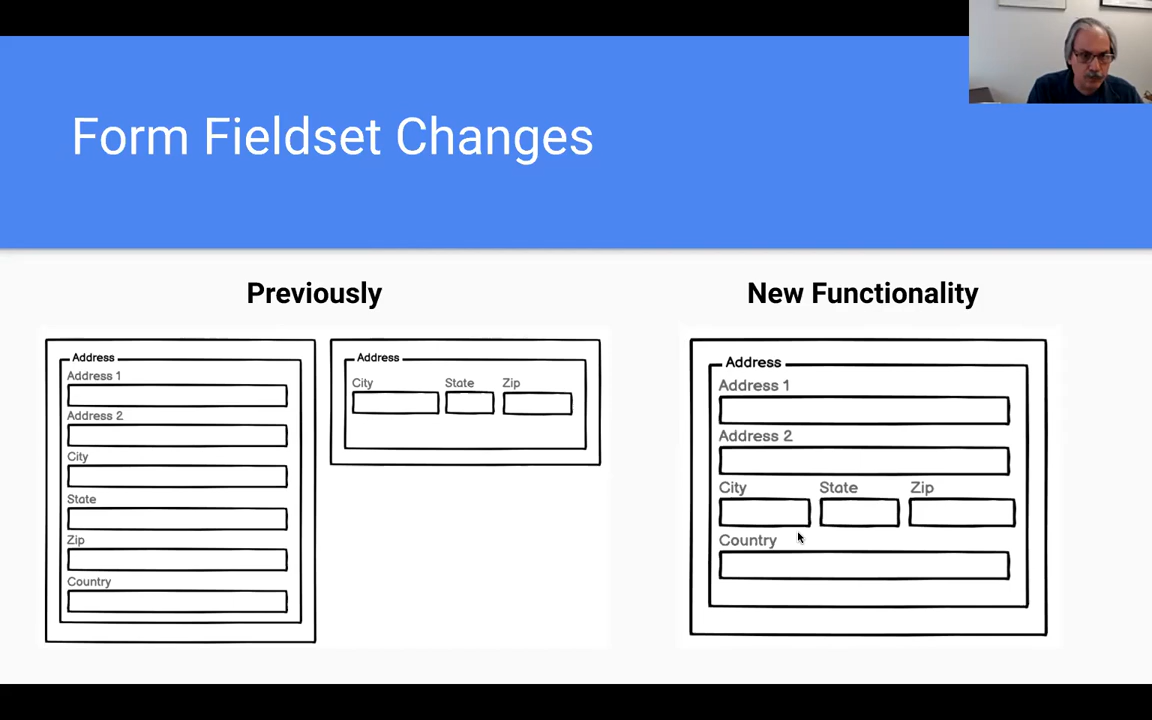 Form Fieldset Changes
Previously
Address
Address 1
Address 2
City
State
Zip
Country
Address
City State Zip
New Functionality
Address
Address 1
Address 2
City State Zip
Country